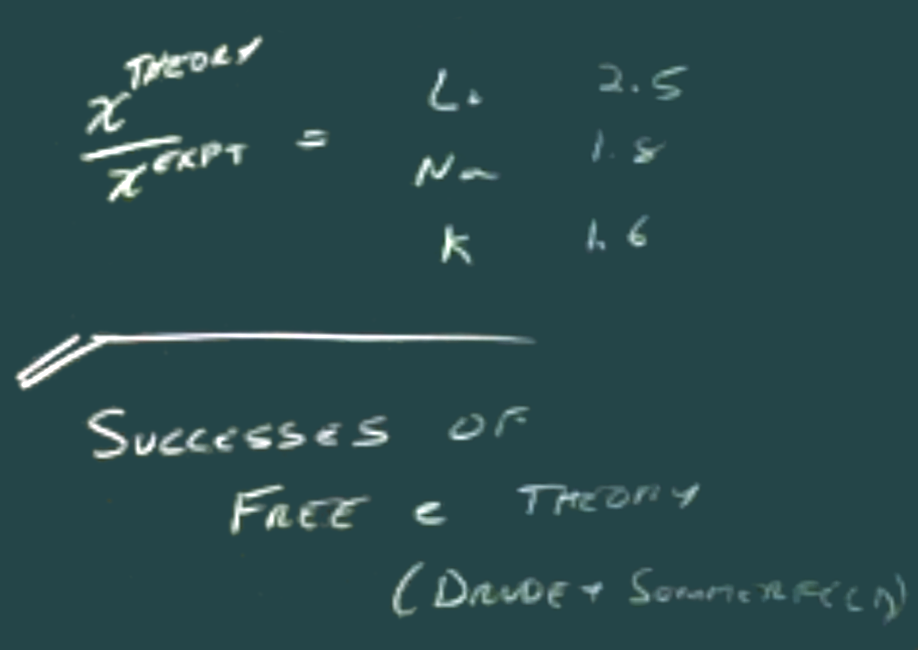 χ^THEORY / χ^EXPT = Li 2.5
Na 1.8
K 1.6
SUCCESSES OF
FREE e THEORY
(DRUDE + SOMMERFELD)